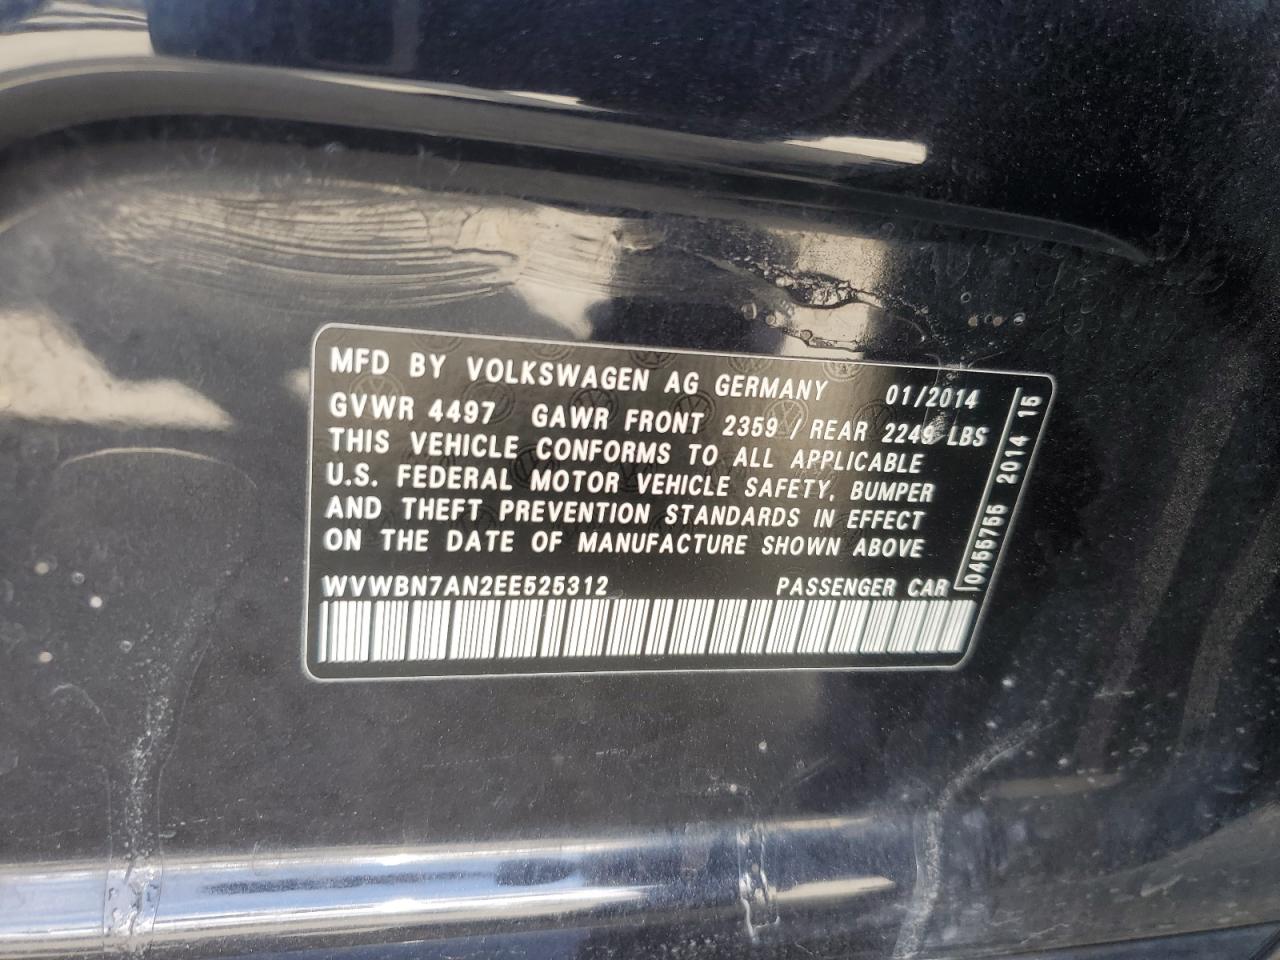 MFD BY VOLKSWAGEN AG GERMANY 01/2014
GVWR 4497 GAWR FRONT 2359 / REAR 2249 LBS
THIS VEHICLE CONFORMS TO ALL APPLICABLE
U.S. FEDERAL MOTOR VEHICLE SAFETY, BUMPER
AND THEFT PREVENTION STANDARDS IN EFFECT
ON THE DATE OF MANUFACTURE SHOWN ABOVE
WVWBN7AN2EE525312 PASSENGER CAR
0455755 2014 15